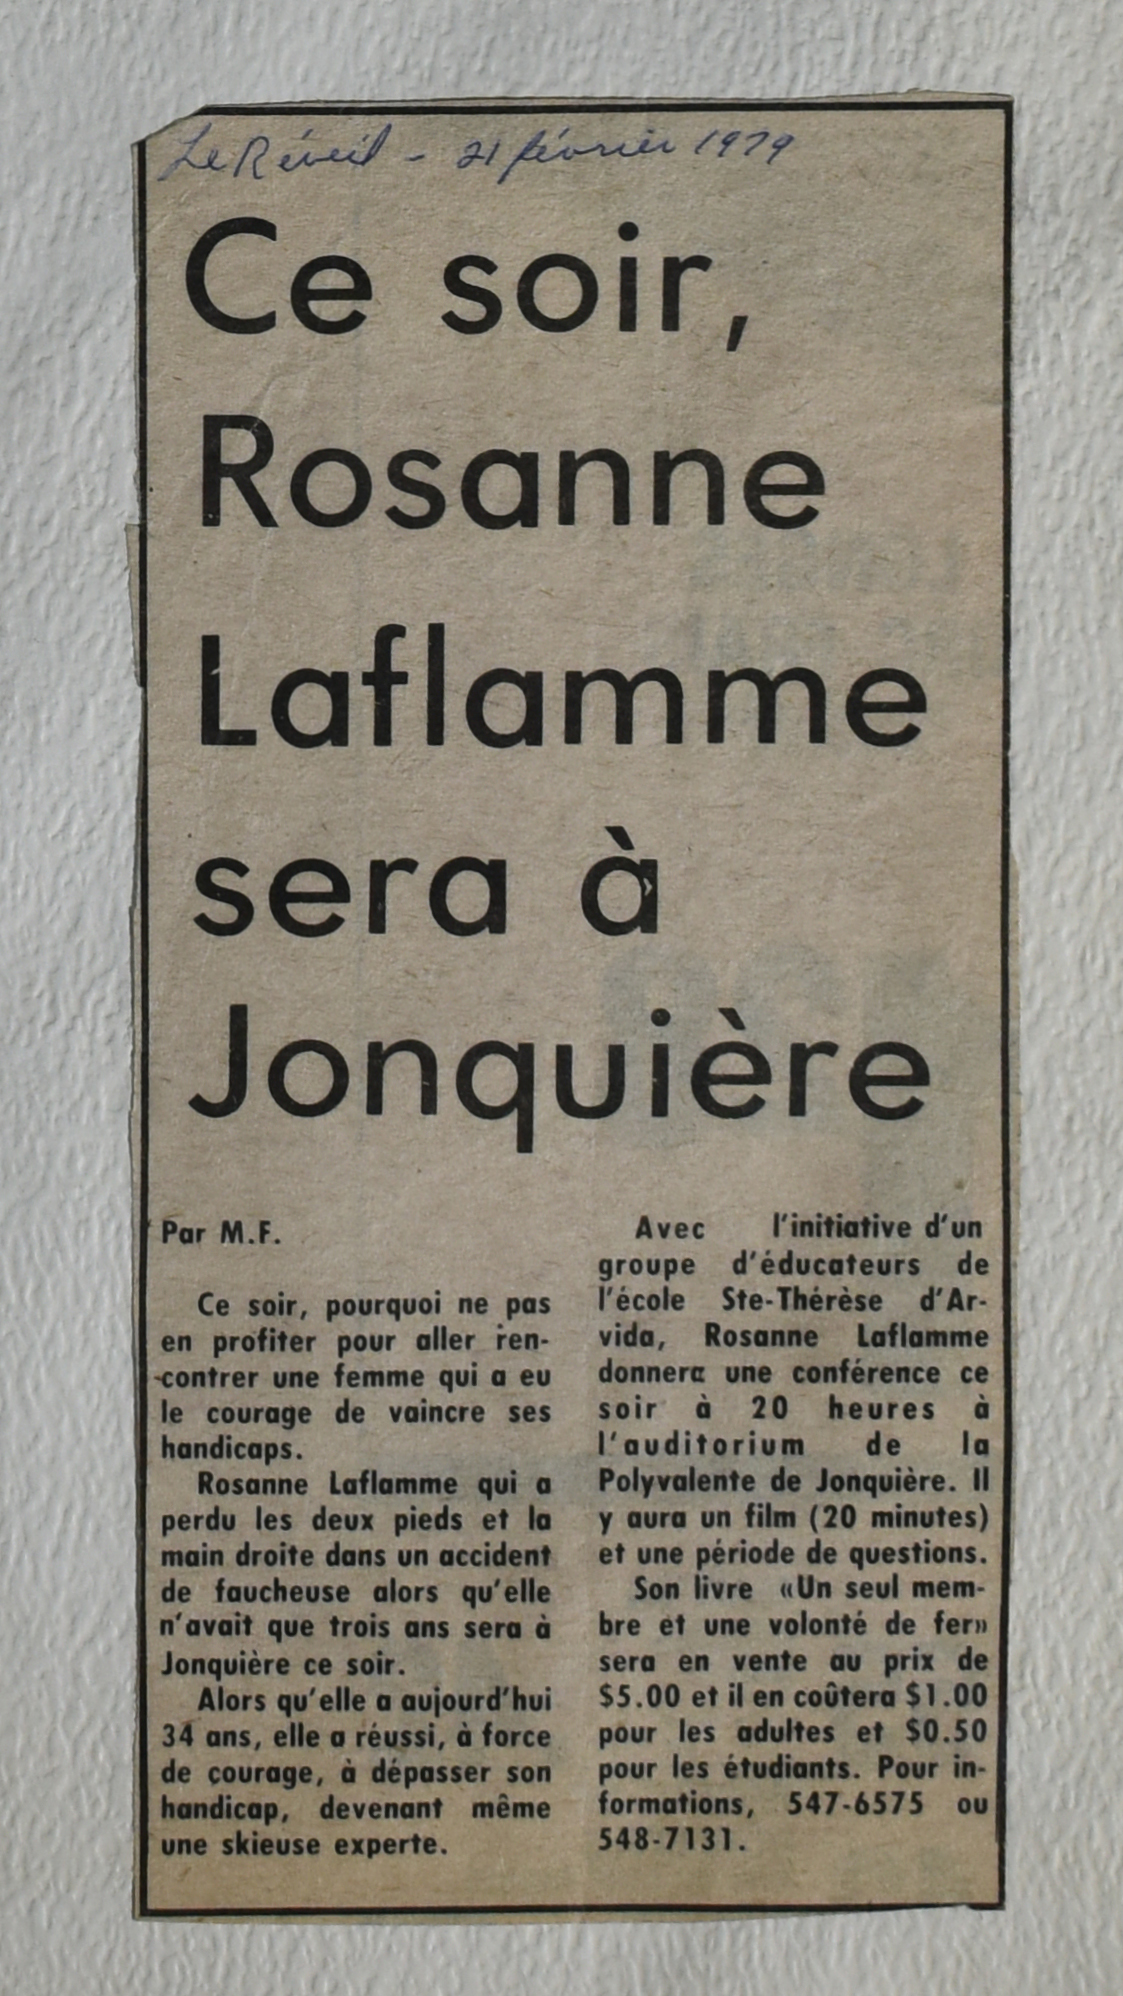 Le Réveil - 21 février 1979
Ce soir,
Rosanne
Laflamme
sera à
Jonquière
Par M.F.
Ce soir, pourquoi ne pas
en profiter pour aller ren-
contrer une femme qui a eu
le courage de vaincre ses
handicaps.
Rosanne Laflamme qui a
perdu les deux pieds et la
main droite dans un accident
de faucheuse alors qu'elle
n'avait que trois ans sera à
Jonquière ce soir.
Alors qu'elle a aujourd'hui
34 ans, elle a réussi, à force
de courage, à dépasser son
handicap, devenant même
une skieuse experte.
Avec l'initiative d'un
groupe d'éducateurs de
l'école Ste-Thérèse d'Ar-
vida, Rosanne Laflamme
donnera une conférence ce
soir à 20 heures à
l'auditorium de la
Polyvalente de Jonquière. Il
y aura un film (20 minutes)
et une période de questions.
Son livre «Un seul mem-
bre et une volonté de fer»
sera en vente au prix de
$5.00 et il en coûtera $1.00
pour les adultes et $0.50
pour les étudiants. Pour in-
formations, 547-6575 ou
548-7131.